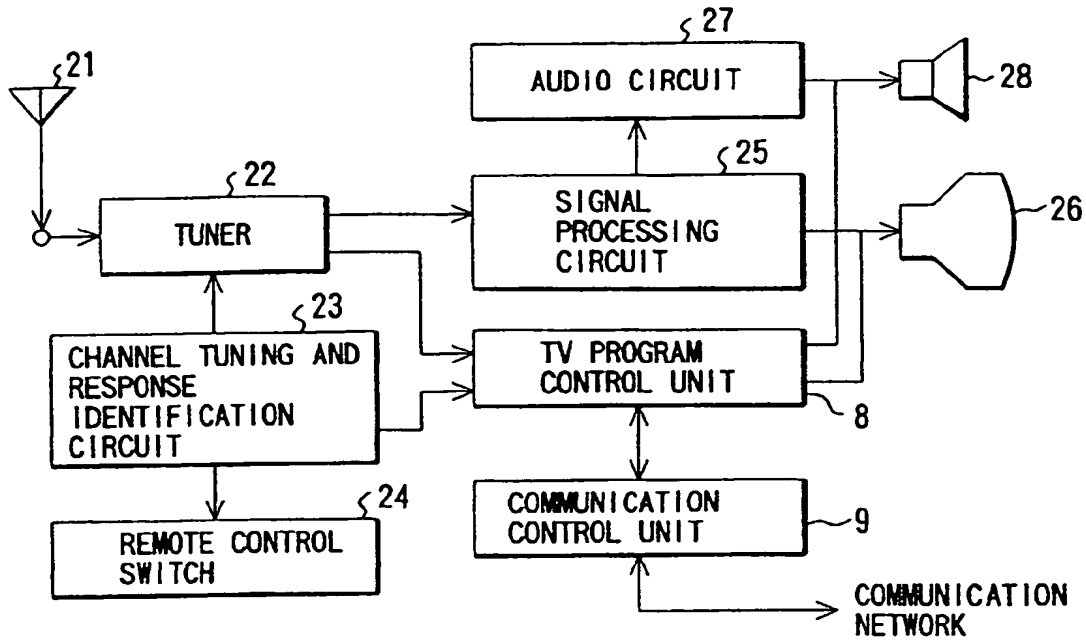 27
21
AUDIO CIRCUIT
28
22
25
TUNER
SIGNAL
PROCESSING
CIRCUIT
26
23
CHANNEL TUNING AND
RESPONSE
IDENTIFICATION
CIRCUIT
TV PROGRAM
CONTROL UNIT
8
24
REMOTE CONTROL
SWITCH
COMMUNICATION
CONTROL UNIT
9
COMMUNICATION
NETWORK